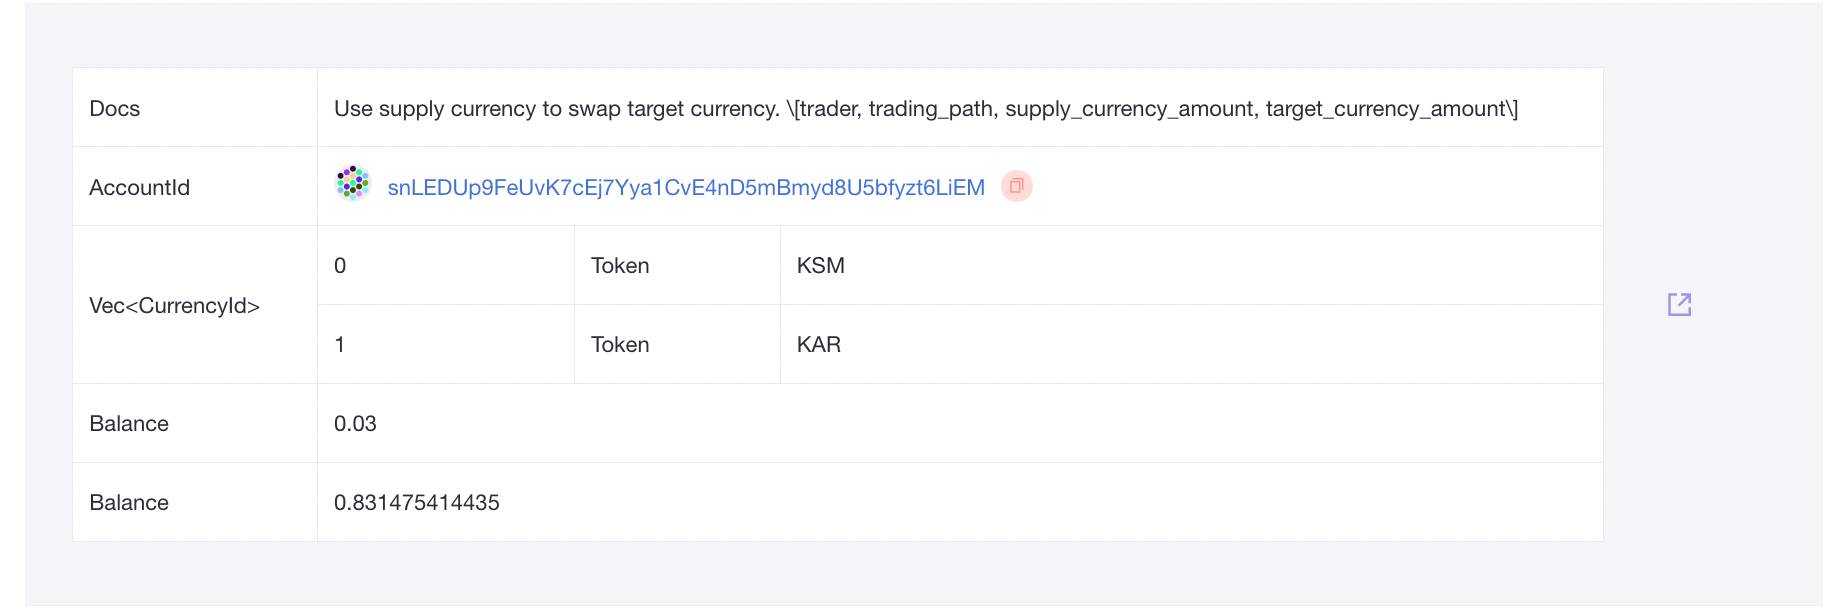 Docs Use supply currency to swap target currency. \[trader, trading_path, supply_currency_amount, target_currency_amount\]
AccountId snLEDUp9FeUvK7cEj7Yya1CvE4nD5mBmyd8U5bfyzt6LiEM
Vec<CurrencyId>
0 Token KSM
1 Token KAR
Balance 0.03
Balance 0.831475414435